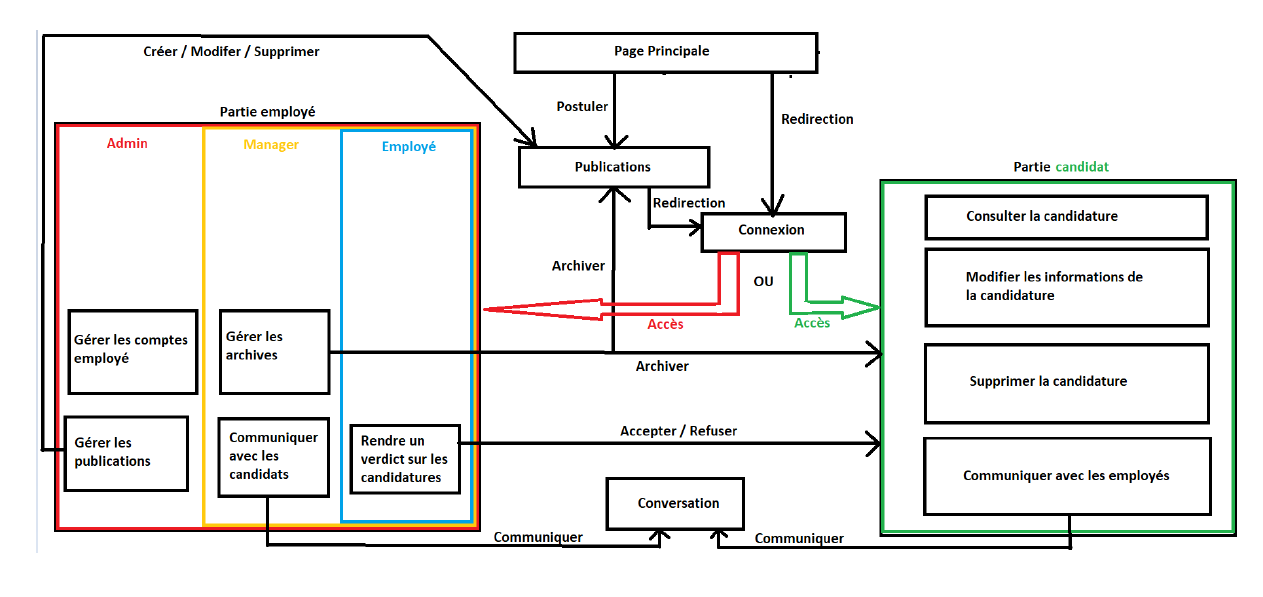 Créer / Modifer / Supprimer
Page Principale
Postuler
Redirection
Partie employé
Admin
Manager
Employé
Publications
Partie candidat
Redirection
Connexion
Consulter la candidature
Archiver
OU
Modifier les informations de
la candidature
Accès
Accès
Gérer les comptes
employé
Gérer les
archives
Archiver
Supprimer la candidature
Gérer les
publications
Communiquer
avec les
candidats
Rendre un
verdict sur les
candidatures
Accepter / Refuser
Communiquer avec les employés
Conversation
Communiquer
Communiquer